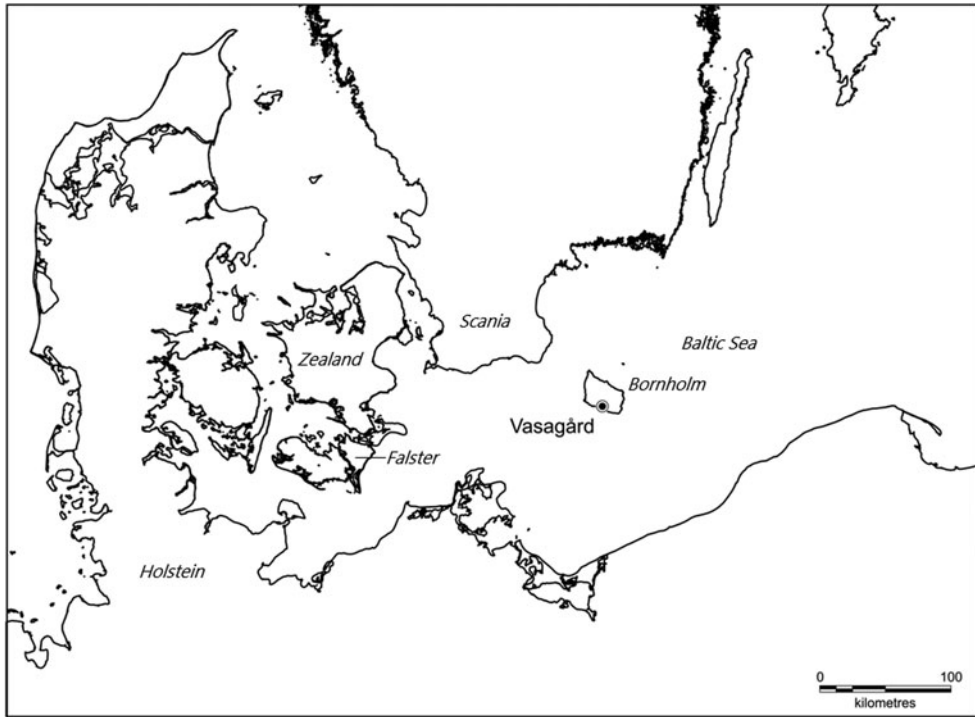 Scania
Zealand
Baltic Sea
Bornholm
Vasagård
Falster
Holstein
0 100
kilometres